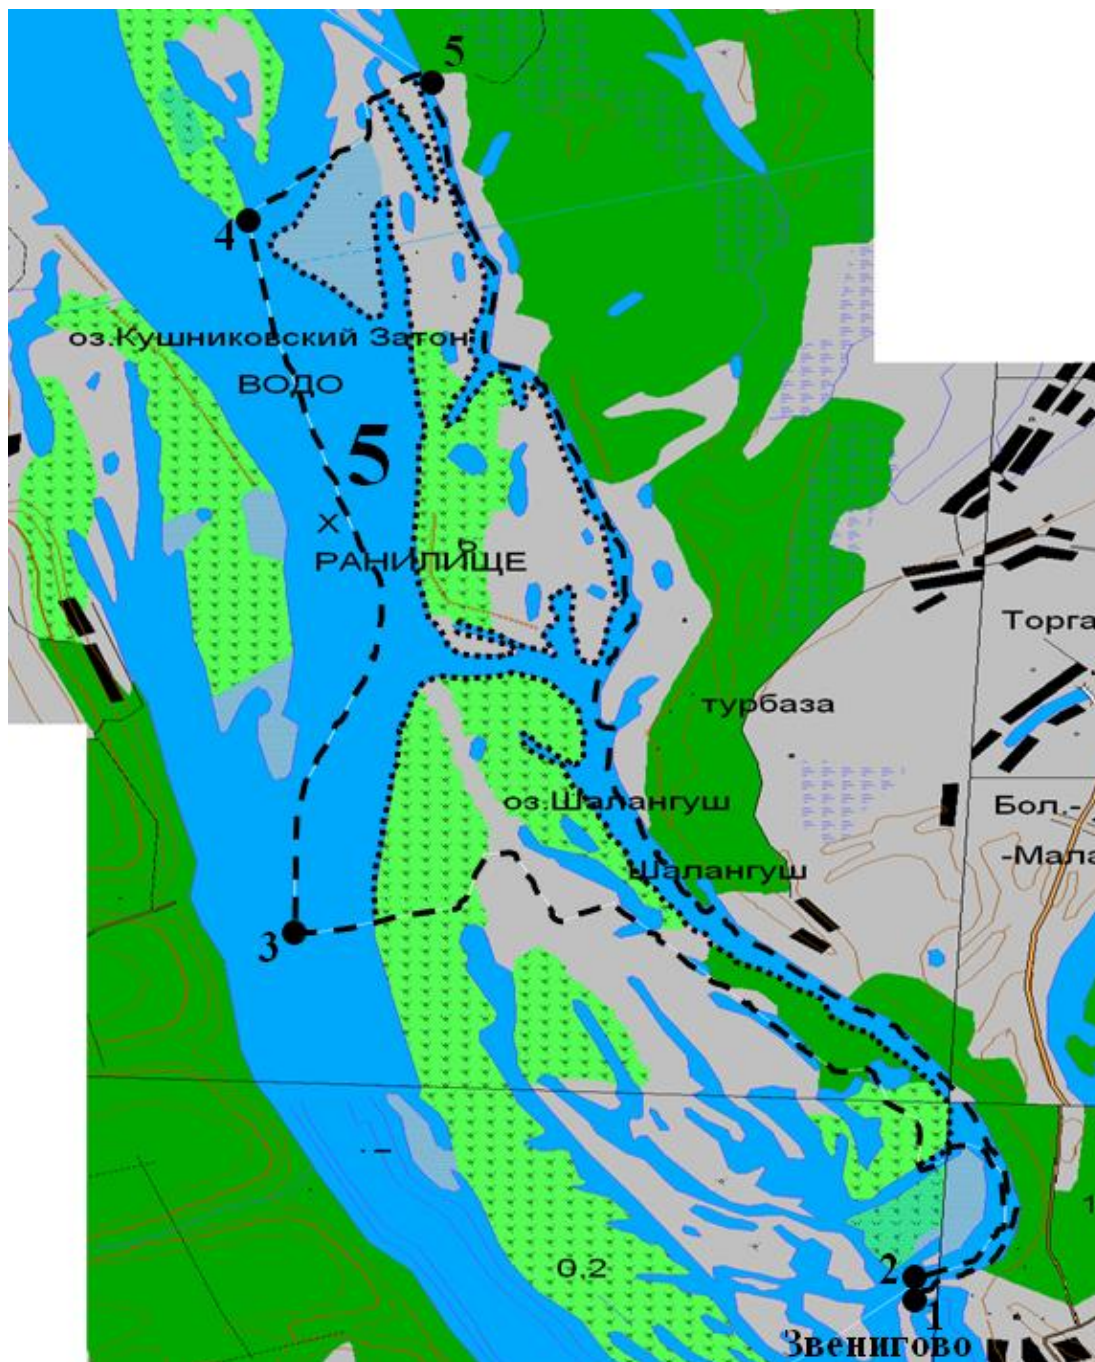 5
4
оз.Кушниковский Затон
ВОДО
5
РАНИЛИЩЕ
Торга
турбаза
оз.Шалангуш
Бол.-
-Мала
Шалангуш
3
0,2
2
1
1
Звенигово